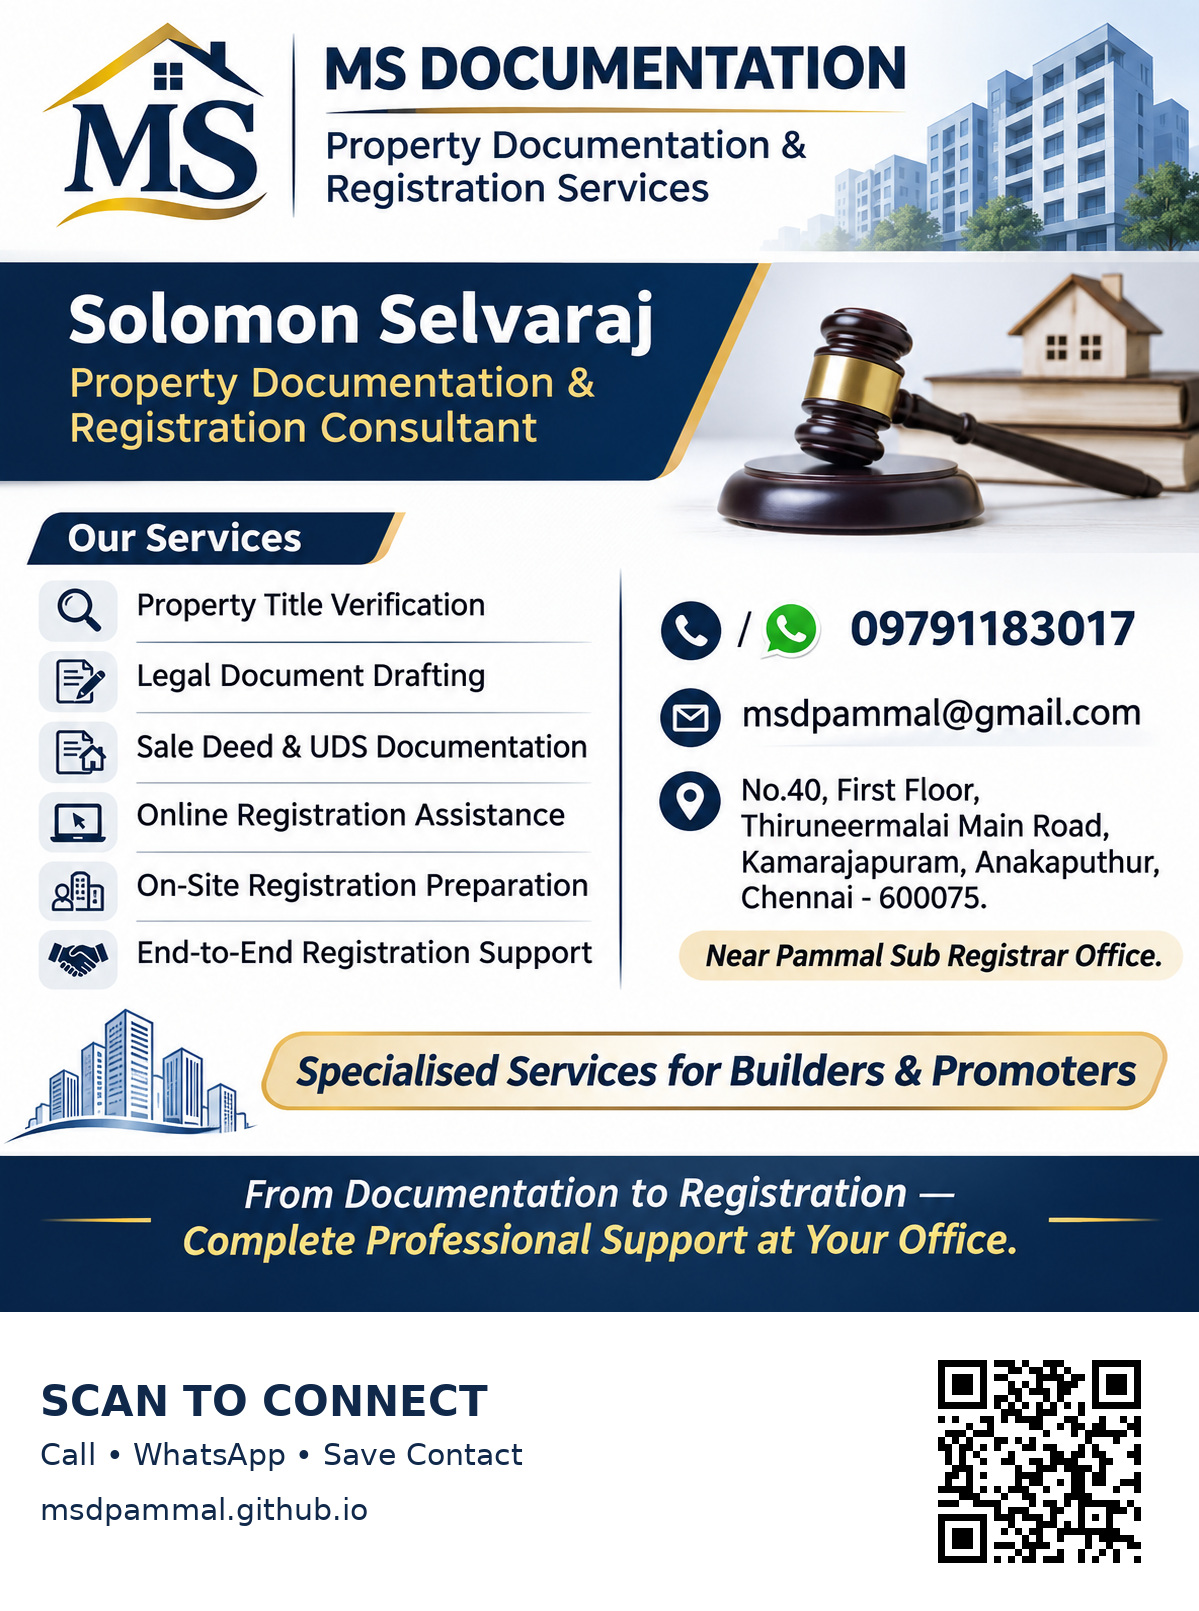 MS
MS DOCUMENTATION
Property Documentation &
Registration Services
Solomon Selvaraj
Property Documentation &
Registration Consultant
Our Services
Property Title Verification
Legal Document Drafting
Sale Deed & UDS Documentation
Online Registration Assistance
On-Site Registration Preparation
End-to-End Registration Support
/ 09791183017
msdpammal@gmail.com
No.40, First Floor,
Thiruneermalai Main Road,
Kamarajapuram, Anakaputhur,
Chennai - 600075.
Near Pammal Sub Registrar Office.
Specialised Services for Builders & Promoters
From Documentation to Registration —
Complete Professional Support at Your Office.
SCAN TO CONNECT
Call • WhatsApp • Save Contact
msdpammal.github.io